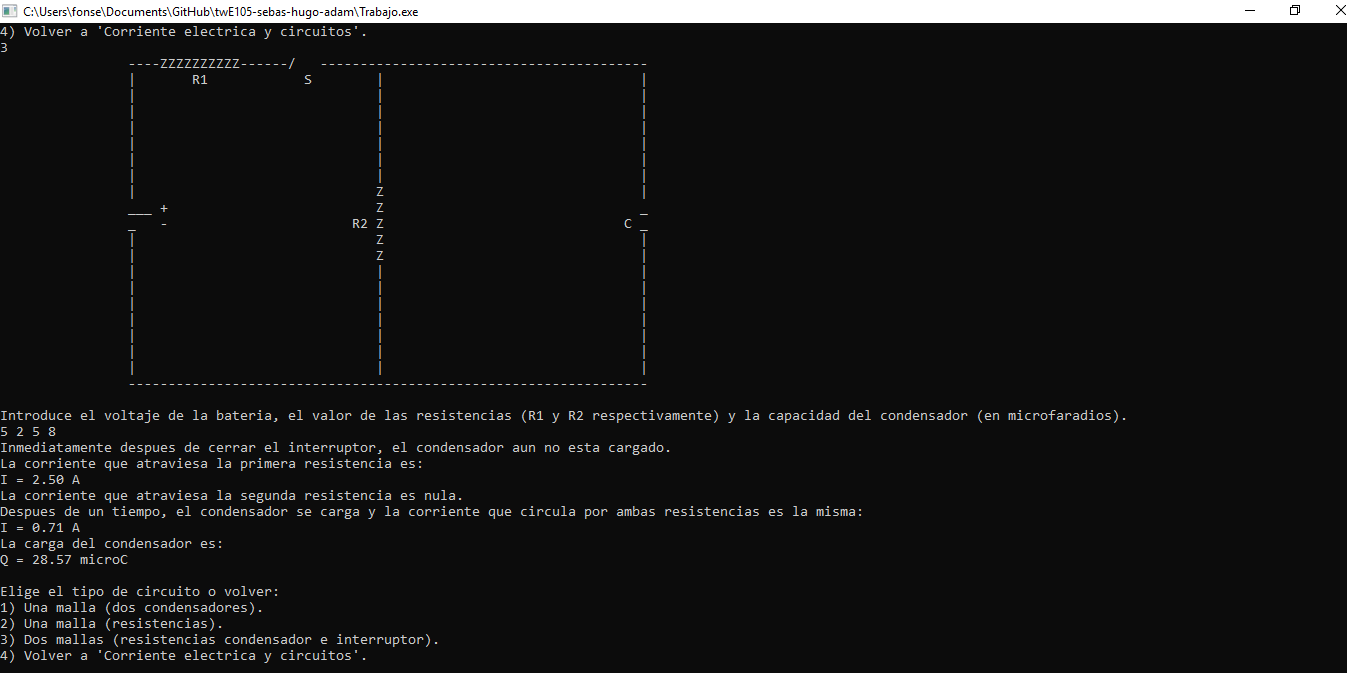 C:\Users\fonse\Documents\GitHub\twE105-sebas-hugo-adam\Trabajo.exe
4) Volver a 'Corriente electrica y circuitos'.
3
----ZZZZZZZZZZ------/   -----------------------------------------
R1 S
Z
+ Z
- R2 Z C
Z
Z
Introduce el voltaje de la bateria, el valor de las resistencias (R1 y R2 respectivamente) y la capacidad del condensador (en microfaradios).
5 2 5 8
Inmediatamente despues de cerrar el interruptor, el condensador aun no esta cargado.
La corriente que atraviesa la primera resistencia es:
I = 2.50 A
La corriente que atraviesa la segunda resistencia es nula.
Despues de un tiempo, el condensador se carga y la corriente que circula por ambas resistencias es la misma:
I = 0.71 A
La carga del condensador es:
Q = 28.57 microC
Elige el tipo de circuito o volver:
1) Una malla (dos condensadores).
2) Una malla (resistencias).
3) Dos mallas (resistencias condensador e interruptor).
4) Volver a 'Corriente electrica y circuitos'.